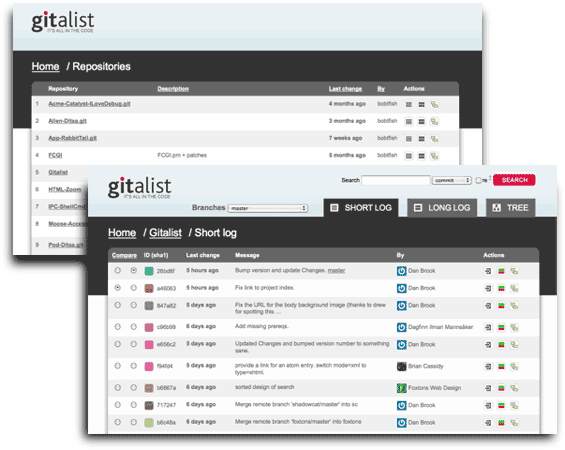 gitalist
IT'S ALL IN THE CODE
Home / Repositories
Repository Description Last change By Actions
1 Acme-Catalyst-ILoveDebug.git 4 months ago bobtfish
2 Alien-Ditaa.git 3 months ago bobtfish
3 App-RabbitTail.git 7 weeks ago bobtfish
4 FCGI FCGI.pm + patches 5 months ago bobtfish
5 Gitalist
6 HTML-Zoom
7 IPC-ShellCmd
8 Moose-Access
9 Pod-Ditaa.git
gitalist
IT'S ALL IN THE CODE
Search commit re ? SEARCH
Branches master SHORT LOG LONG LOG TREE
Home / Gitalist / Short log
Compare ID (sha1) Last change Message By Actions
26bd8f 5 hours ago Bump version and update Changes. master Dan Brook
a46063 5 hours ago Fix link to project index. Dan Brook
847a82 5 days ago Fix the URL for the body background image (thanks to drew
for spotting this ... Dan Brook
c96b99 6 days ago Add missing prereqs. Dagfinn Ilmari Mannsåker
e656c2 5 days ago Updated Changes and bumped version number to something
sane. Dan Brook
f94fd4 5 days ago provide a link for an atom entry. switch mode=xml to
type=xhtml. Brian Cassidy
b6867a 6 days ago sorted design of search Foxtons Web Design
717247 6 days ago Merge remote branch 'shadowcat/master' into sc Dan Brook
b6c48a 6 days ago Merge remote branch 'foxtons/master' into foxtons Dan Brook